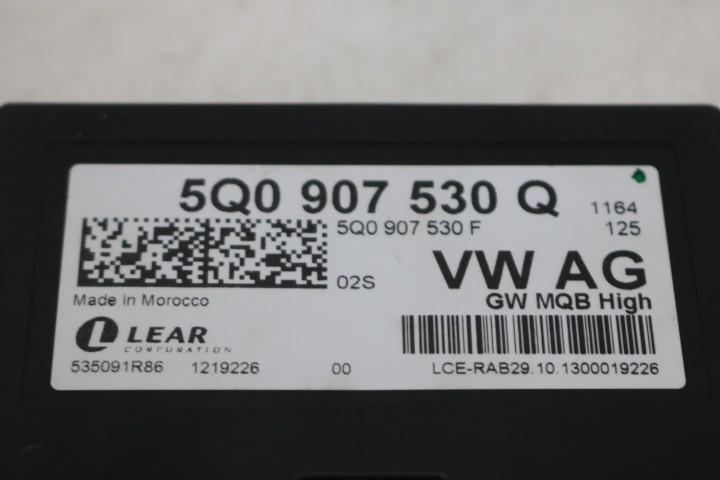 5Q0 907 530 Q 1164
5Q0 907 530 F 125
02S VW AG
Made in Morocco GW MQB High
LEAR
CORPORATION
535091R86 1219226 00 LCE-RAB29.10.1300019226